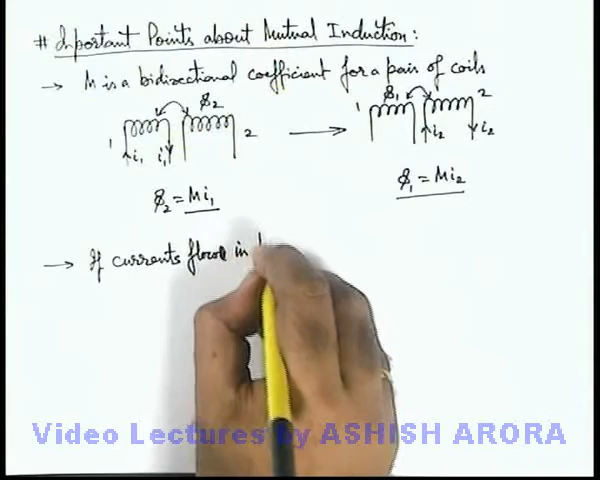 # Important Points about Mutual Induction:
→ M is a bidirectional coefficient for a pair of coils
1 i₁ i₁ ϕ₂ 2 → 1 ϕ₁ i₂ i₂ 2
ϕ₂ = Mi₁
ϕ₁ = Mi₂
→ If currents flow in
Video Lectures by ASHISH ARORA